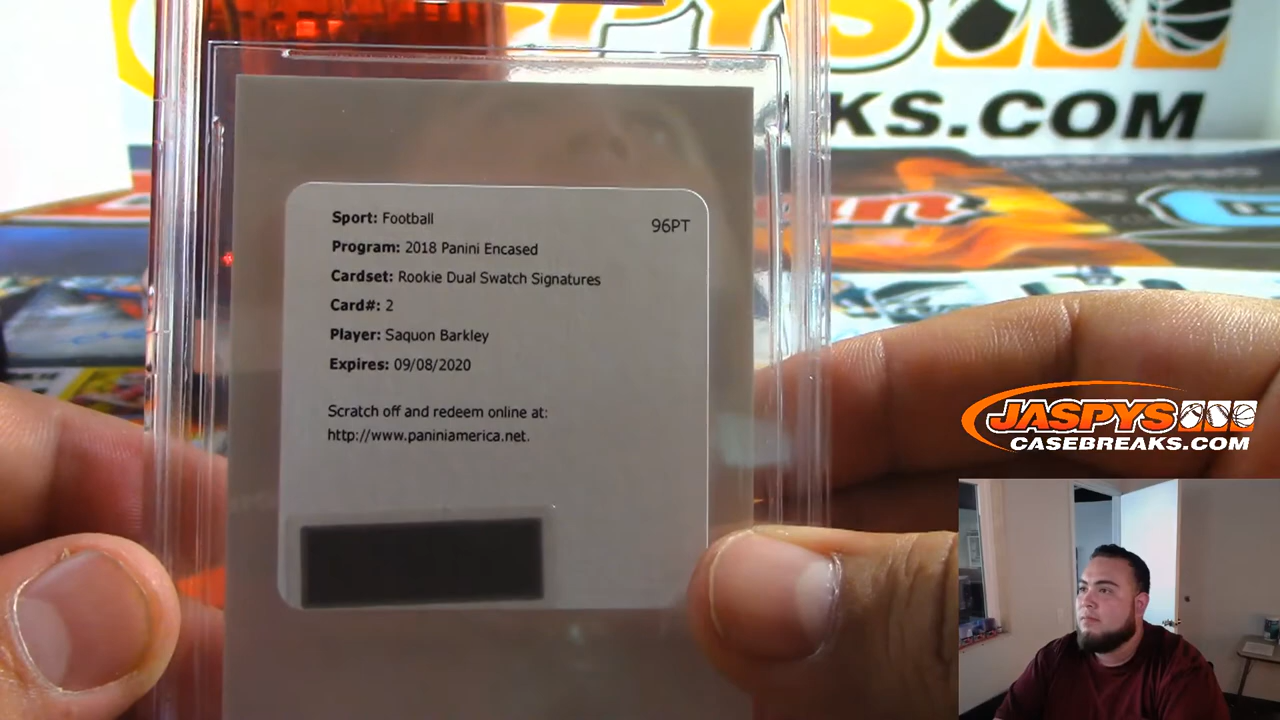 PYS
KS.COM
Sport: Football
96PT
Program: 2018 Panini Encased
Cardset: Rookie Dual Swatch Signatures
Card#: 2
Player: Saquon Barkley
Expires: 09/08/2020
Scratch off and redeem online at:
http://www.paniniamerica.net.
JASPYS
CASEBREAKS.COM